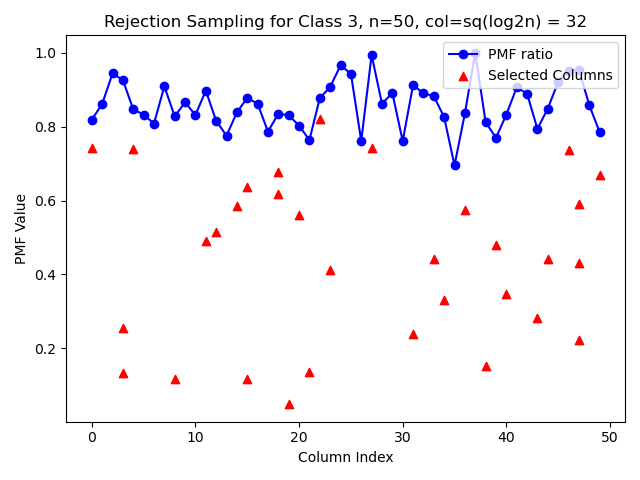 Rejection Sampling for Class 3, n=50, col=sq(log2n) = 32
PMF ratio
Selected Columns
PMF Value
1.0
0.8
0.6
0.4
0.2
0
10
20
30
40
50
Column Index